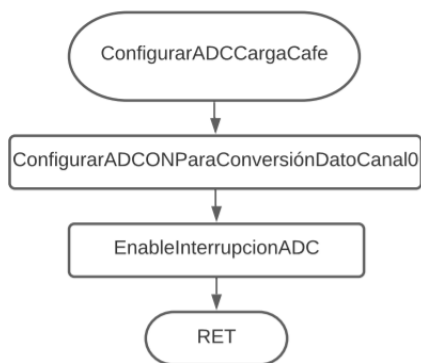 ConfigurarADCCargaCafe
ConfigurarADCONParaConversiónDatoCanal0
EnableInterrupcionADC
RET